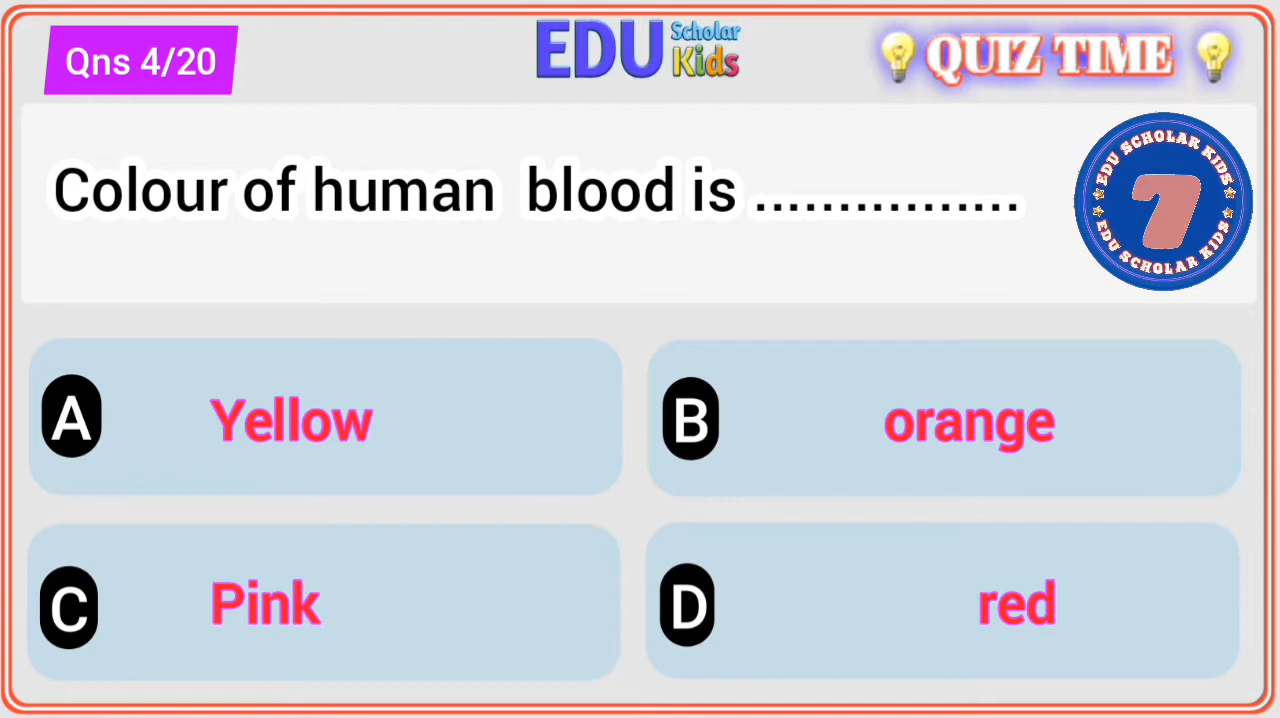 Qns 4/20
EDU Scholar Kids
QUIZ TIME
Colour of human blood is ................
EDU SCHOLAR KIDS
7
EDU SCHOLAR KIDS
A Yellow
B orange
C Pink
D red